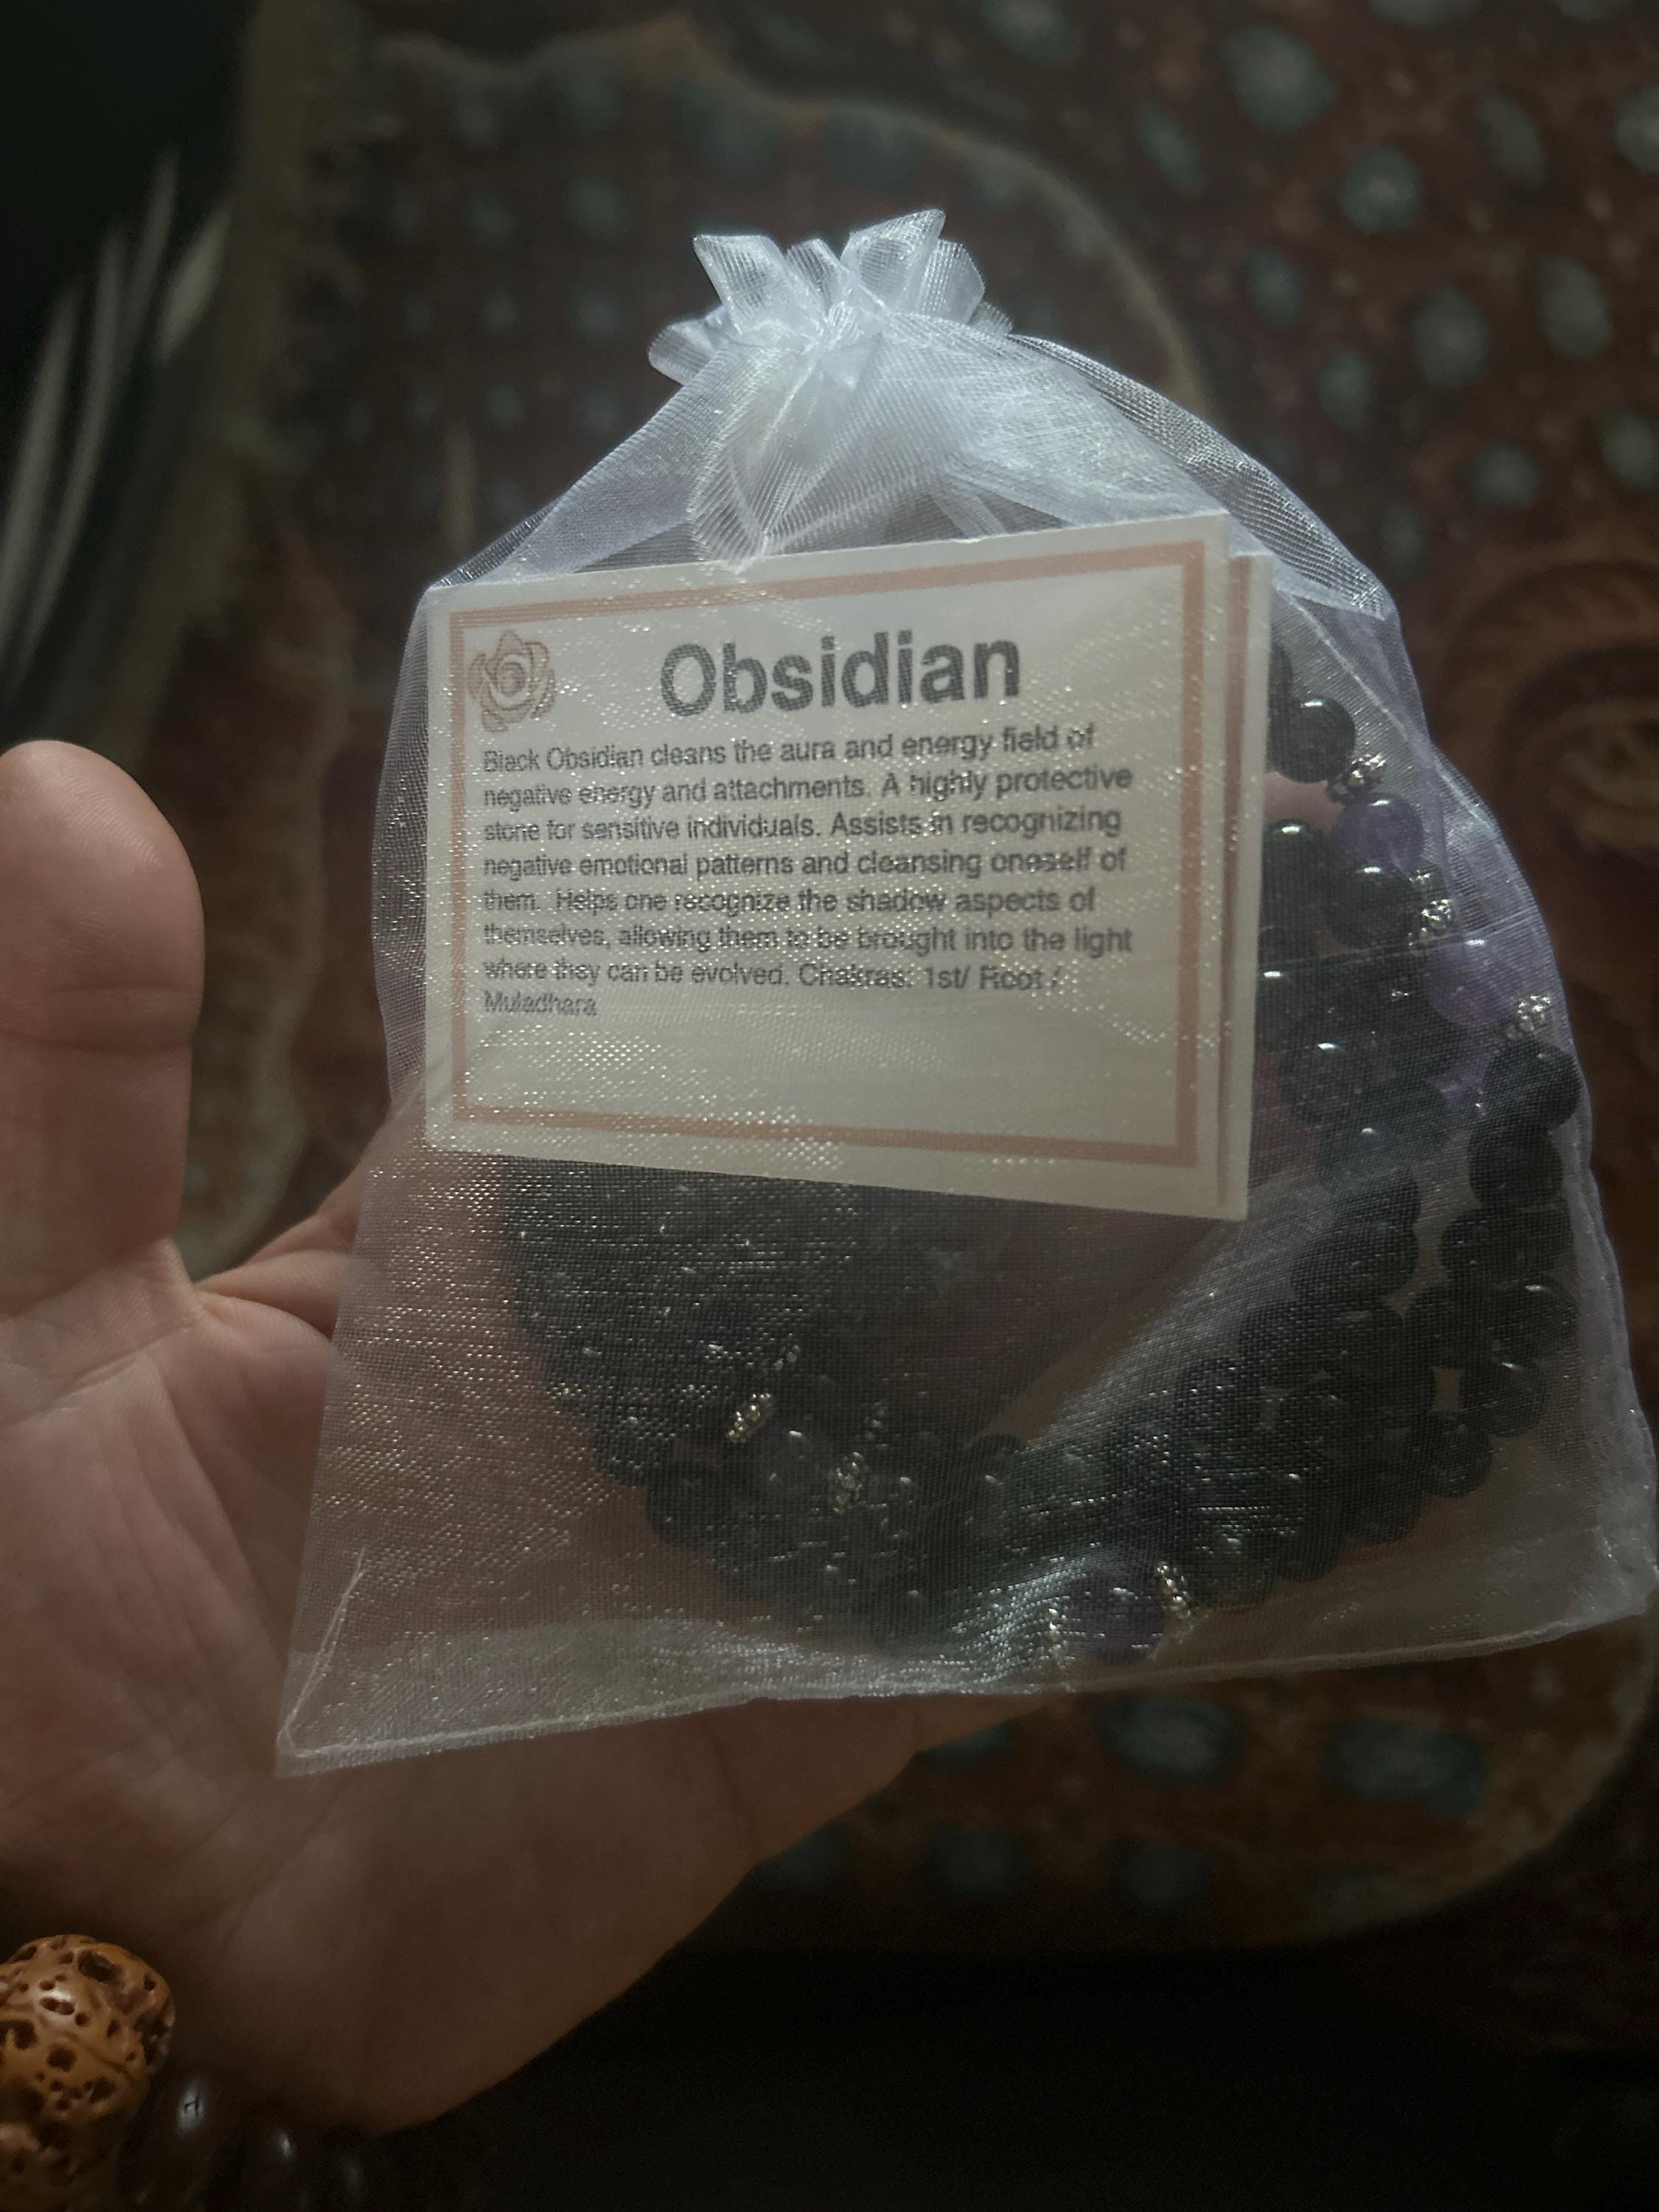 Obsidian
Black Obsidian cleans the aura and energy field of
negative energy and attachments. A highly protective
stone for sensitive individuals. Assists in recognizing
negative emotional patterns and cleansing oneself of
them. Helps one recognize the shadow aspects of
themselves, allowing them to be brought into the light
where they can be evolved. Chakras: 1st/ Root /
Muladhara